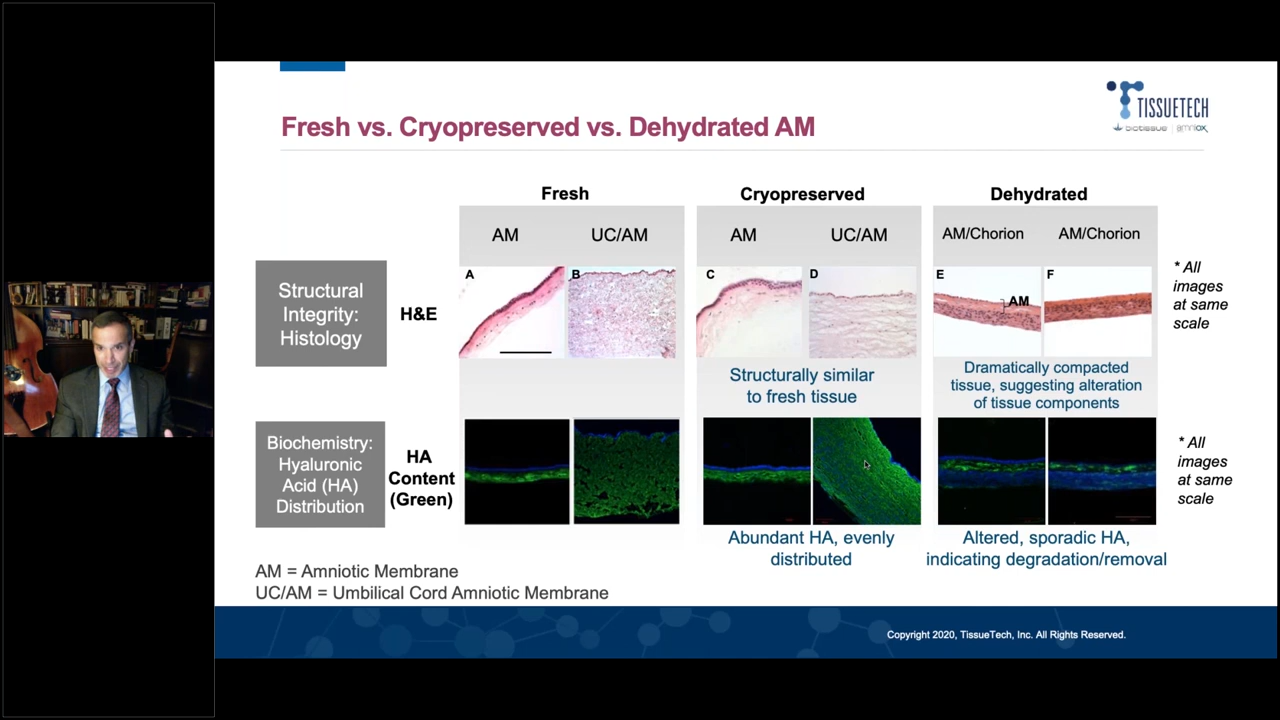 TISSUETECH
biotissue | amniox
Fresh vs. Cryopreserved vs. Dehydrated AM
Fresh
Cryopreserved
Dehydrated
AM
UC/AM
AM
UC/AM
AM/Chorion
AM/Chorion
Structural
Integrity:
Histology
H&E
A
B
C
D
E
F
AM
* All
images
at same
scale
Structurally similar
to fresh tissue
Dramatically compacted
tissue, suggesting alteration
of tissue components
Biochemistry:
Hyaluronic
Acid (HA)
Distribution
HA
Content
(Green)
* All
images
at same
scale
Abundant HA, evenly
distributed
Altered, sporadic HA,
indicating degradation/removal
AM = Amniotic Membrane
UC/AM = Umbilical Cord Amniotic Membrane
Copyright 2020, TissueTech, Inc. All Rights Reserved.